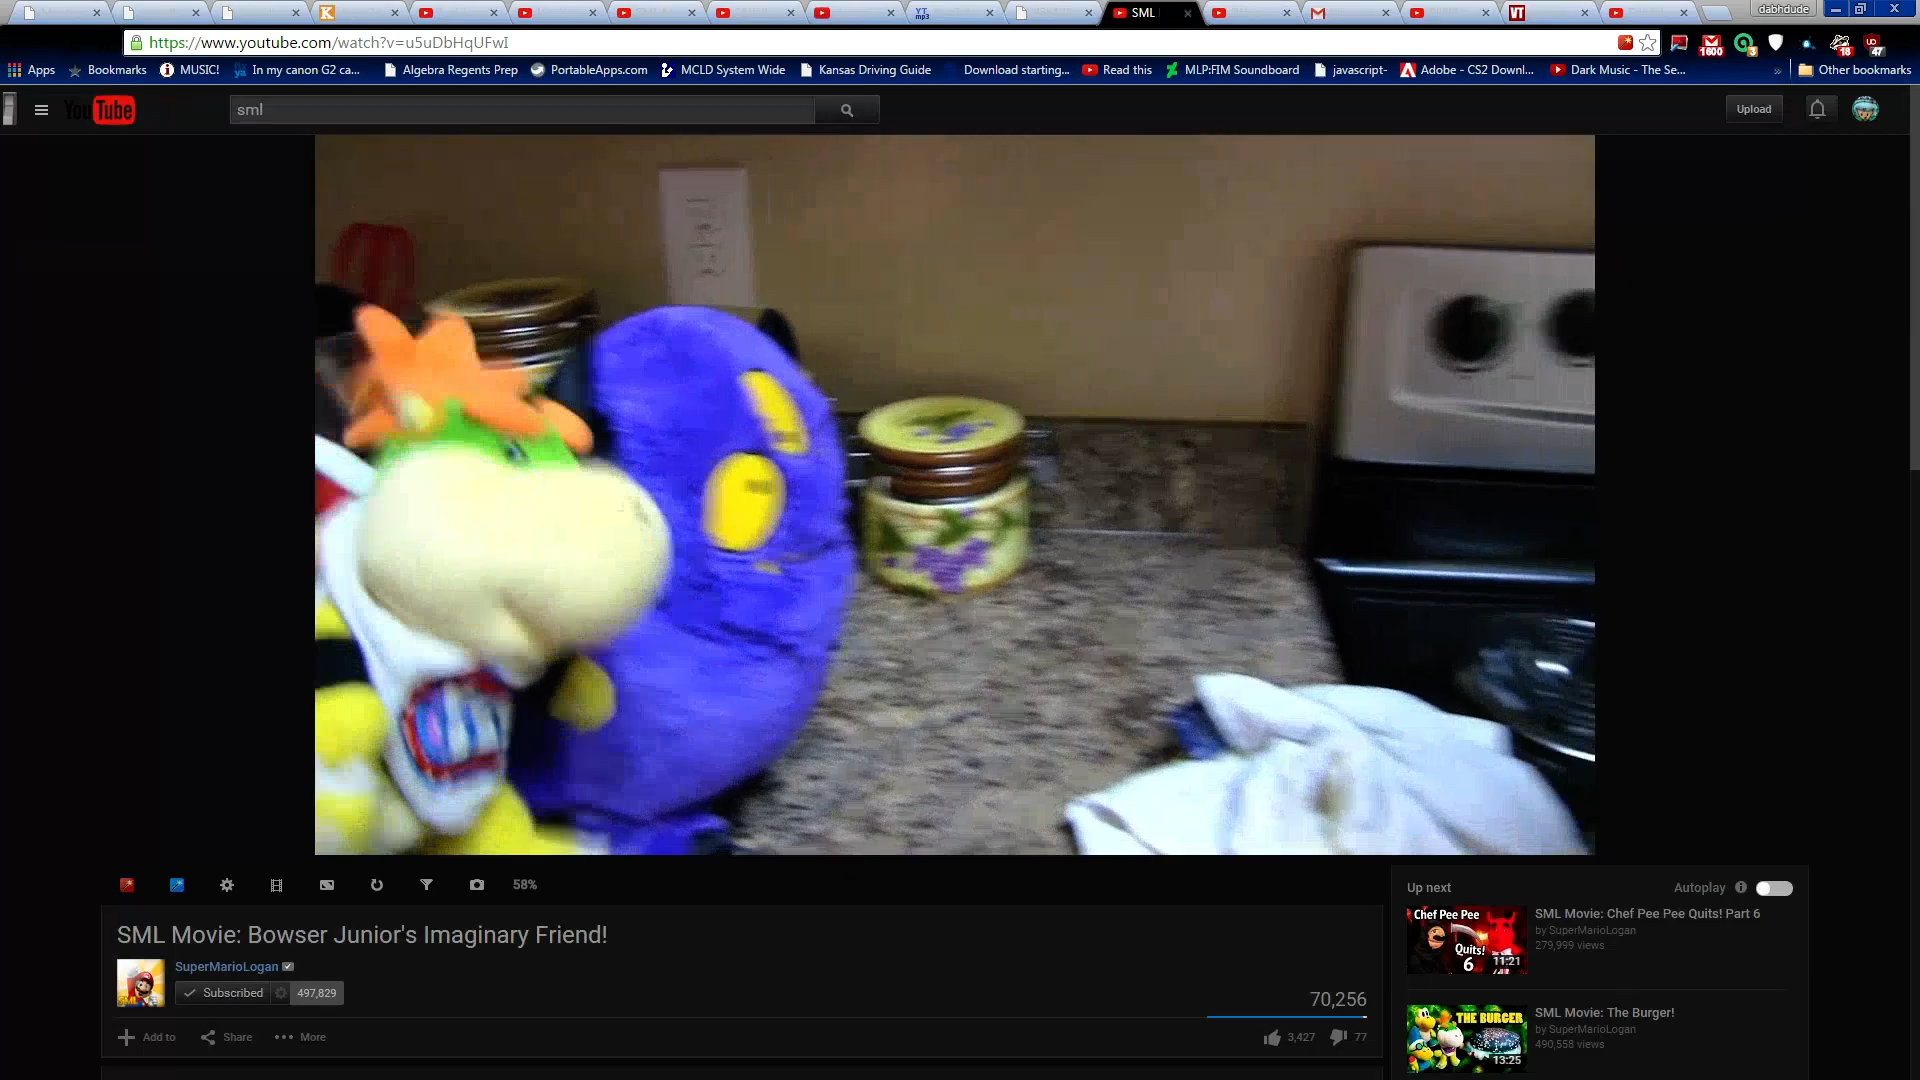 SML
dabhdude
https://www.youtube.com/watch?v=u5uDbHqUFwI
1600
3
18
47
Apps
Bookmarks
MUSIC!
In my canon G2 ca...
Algebra Regents Prep
PortableApps.com
MCLD System Wide
Kansas Driving Guide
Download starting...
Read this
MLP:FIM Soundboard
javascript-
Adobe - CS2 Downl...
Dark Music - The Se...
»
Other bookmarks
YouTube
sml
Upload
58%
SML Movie: Bowser Junior's Imaginary Friend!
SuperMarioLogan
Subscribed
497,829
70,256
Add to
Share
More
3,427
77
Up next
Autoplay
Chef Pee Pee
Quits!
6
11:21
SML Movie: Chef Pee Pee Quits! Part 6
by SuperMarioLogan
279,999 views
THE BURGER
13:25
SML Movie: The Burger!
by SuperMarioLogan
490,558 views